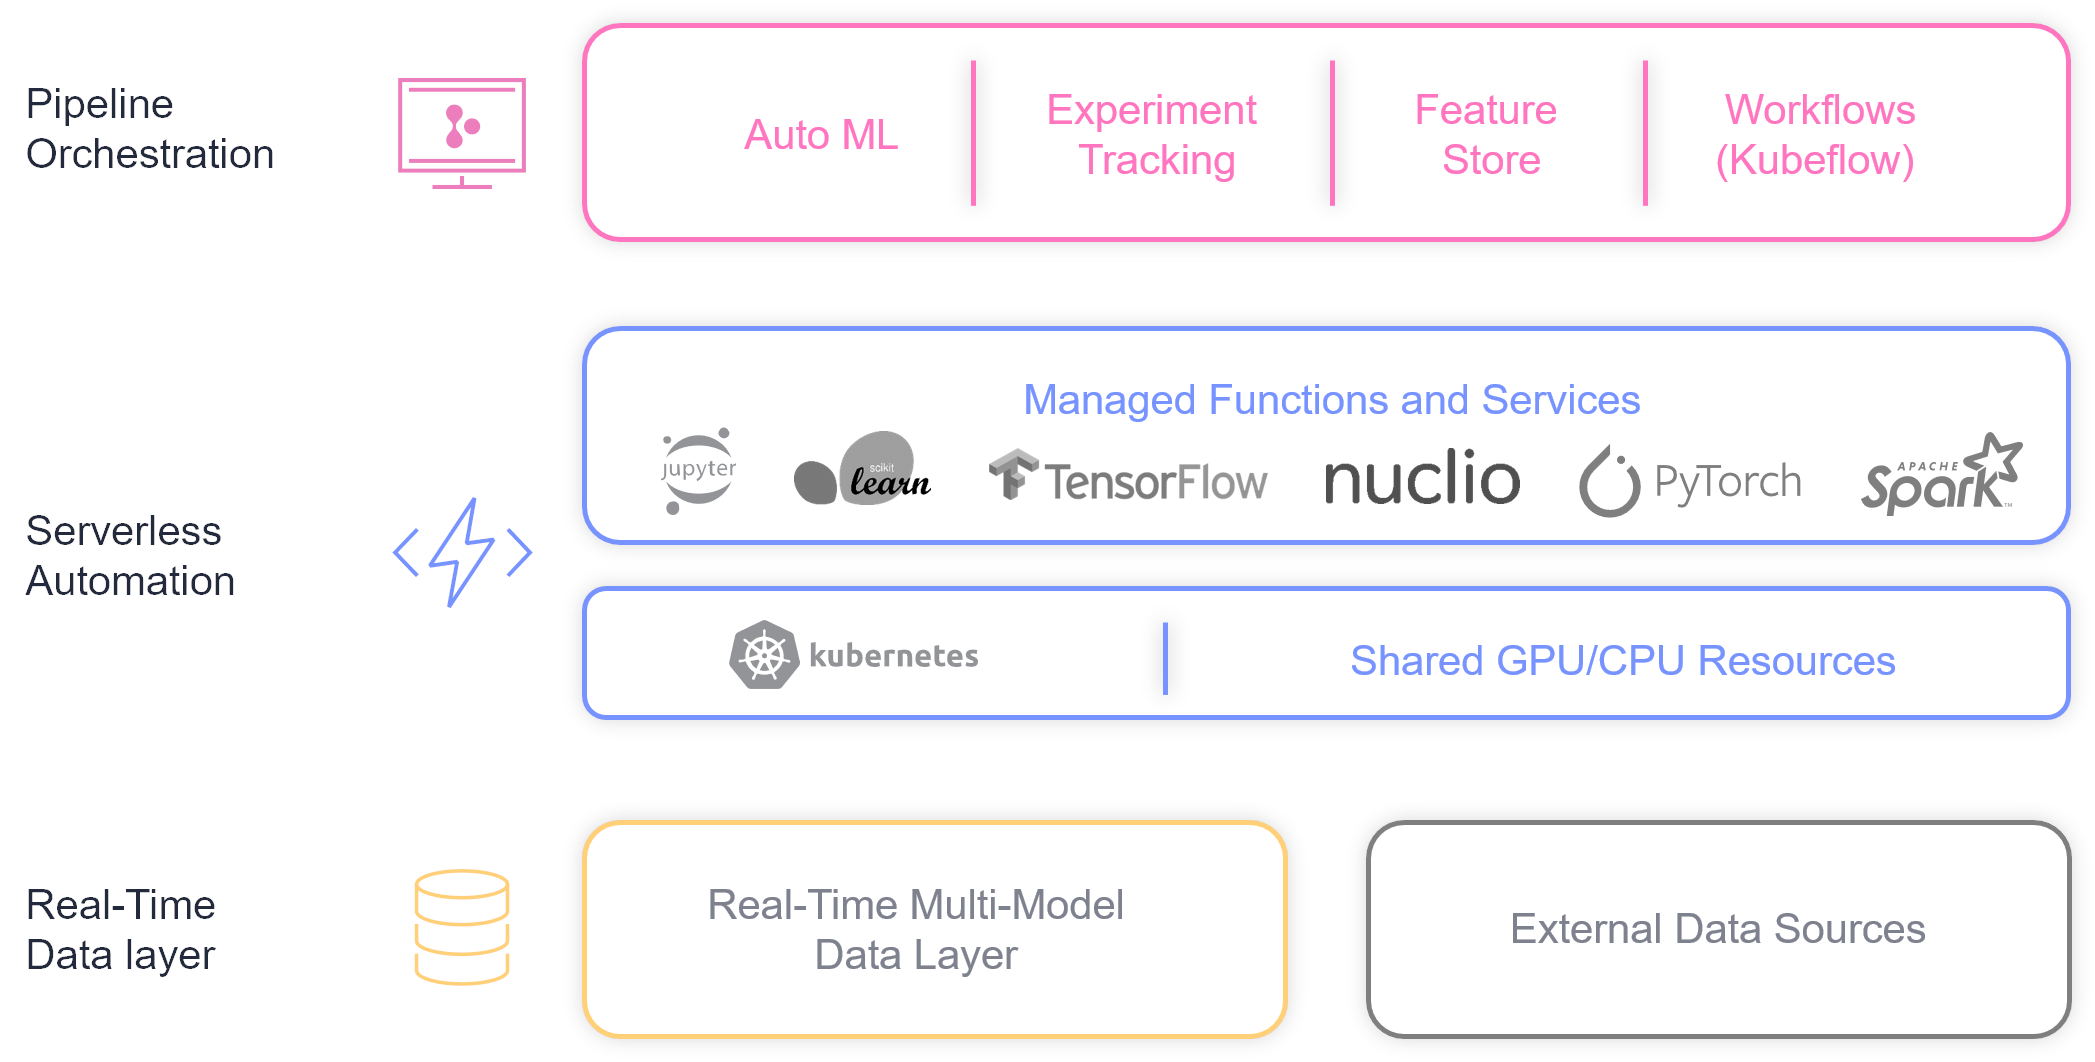 Pipeline
Orchestration
Auto ML
Experiment
Tracking
Feature
Store
Workflows
(Kubeflow)
Serverless
Automation
Managed Functions and Services
jupyter
scikit
learn
TensorFlow
nuclio
PyTorch
APACHE
Spark™
kubernetes
Shared GPU/CPU Resources
Real-Time
Data layer
Real-Time Multi-Model
Data Layer
External Data Sources